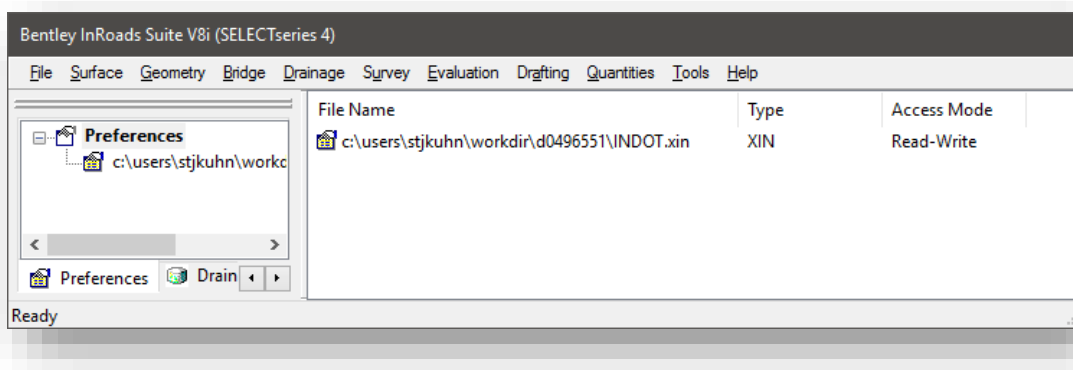 Bentley InRoads Suite V8i (SELECTseries 4)
File Surface Geometry Bridge Drainage Survey Evaluation Drafting Quantities Tools Help
File Name Type Access Mode
Preferences
c:\users\stjkuhn\workdir\d0496551\INDOT.xin XIN Read-Write
c:\users\stjkuhn\workd
Preferences Drain
Ready